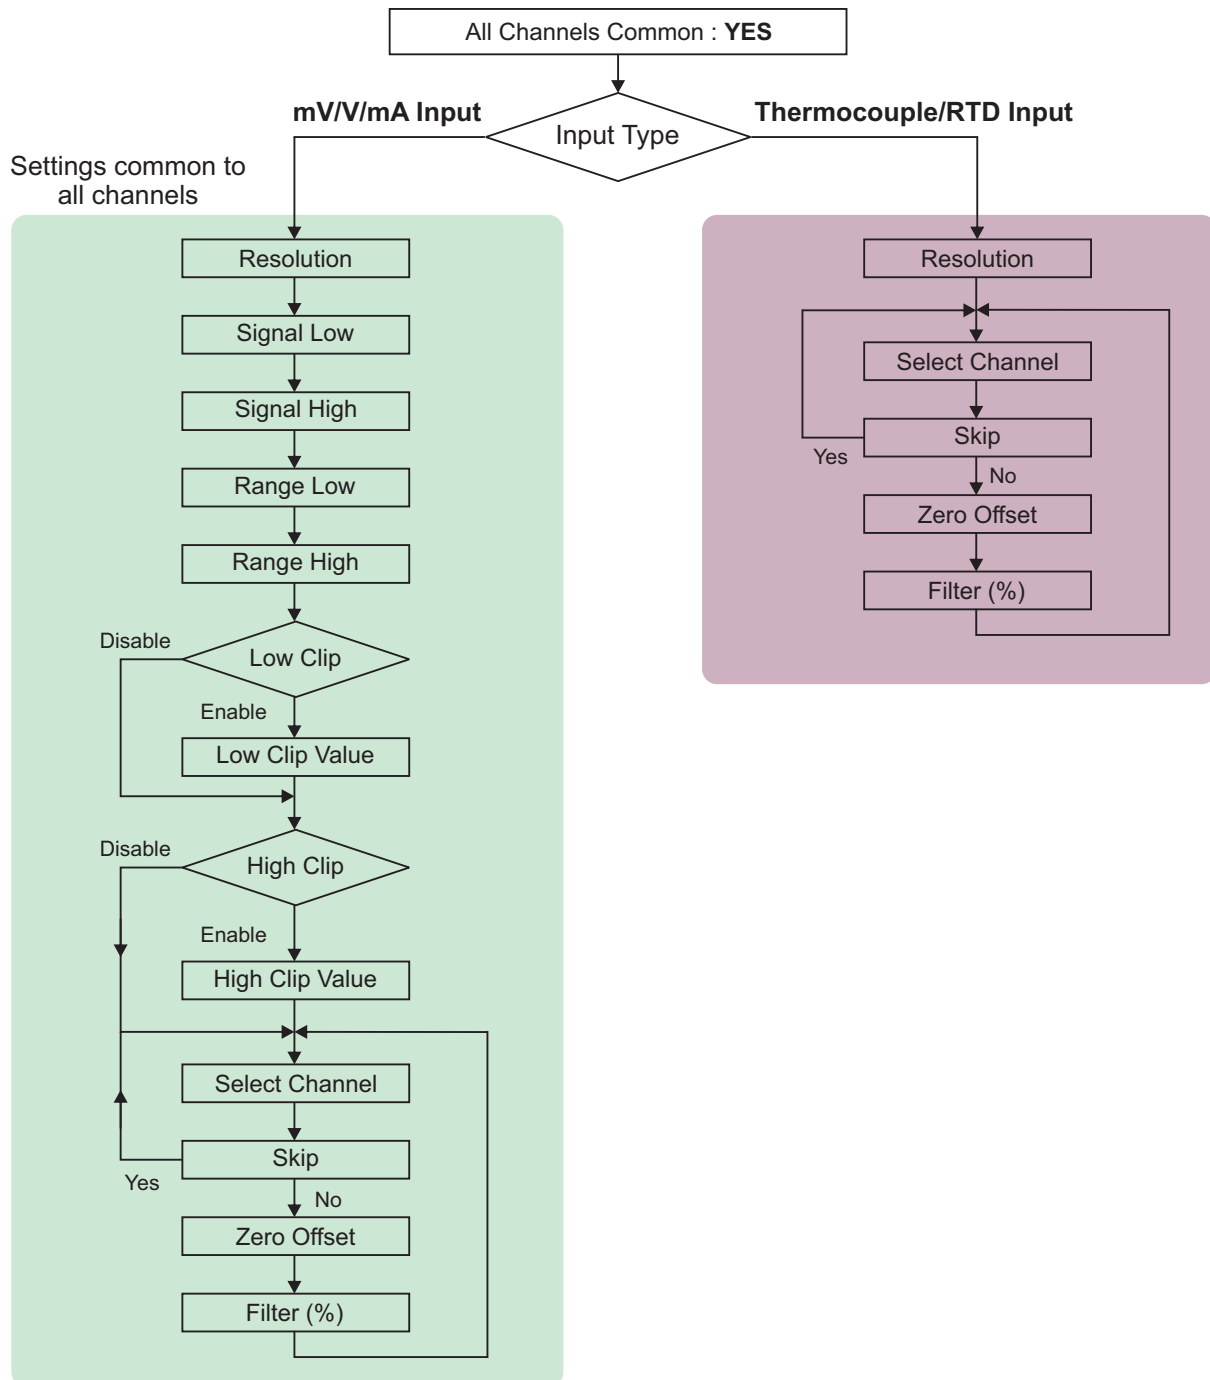 All Channels Common : YES
mV/V/mA Input
Thermocouple/RTD Input
Input Type
Settings common to
all channels
Resolution
Signal Low
Signal High
Range Low
Range High
Disable
Low Clip
Enable
Low Clip Value
Disable
High Clip
Enable
High Clip Value
Select Channel
Skip
Yes
No
Zero Offset
Filter (%)
Resolution
Select Channel
Skip
Yes
No
Zero Offset
Filter (%)